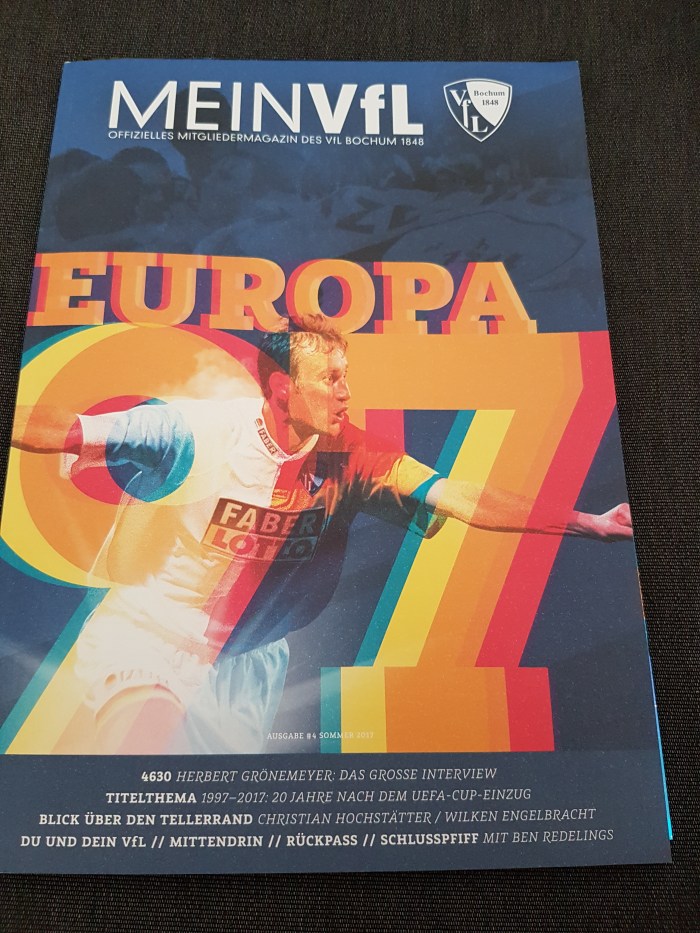 MEINVfL
OFFIZIELLES MITGLIEDERMAGAZIN DES VfL BOCHUM 1848
VfL
Bochum
1848
EUROPA
97
FABER
FABER
LOTTO
AUSGABE #4 SOMMER 2017
4630 HERBERT GRÖNEMEYER: DAS GROSSE INTERVIEW
TITELTHEMA 1997–2017: 20 JAHRE NACH DEM UEFA-CUP-EINZUG
BLICK ÜBER DEN TELLERRAND CHRISTIAN HOCHSTÄTTER / WILKEN ENGELBRACHT
DU UND DEIN VfL // MITTENDRIN // RÜCKPASS // SCHLUSSPFIFF MIT BEN REDELINGS